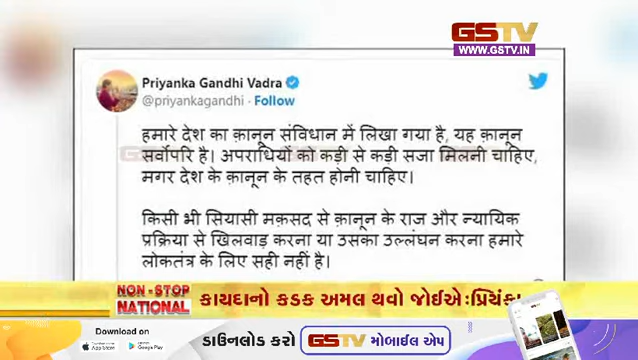 GSTV
WWW.GSTV.IN
Priyanka Gandhi Vadra
@priyankagandhi · Follow
हमारे देश का क़ानून संविधान में लिखा गया है, यह क़ानून
सर्वोपरि है। अपराधियों को कड़ी से कड़ी सजा मिलनी चाहिए,
मगर देश के क़ानून के तहत होनी चाहिए।
किसी भी सियासी मक़सद से क़ानून के राज और न्यायिक
प्रक्रिया से खिलवाड़ करना या उसका उल्लंघन करना हमारे
लोकतंत्र के लिए सही नहीं है।
NON-STOP
NATIONAL
કાયદાનો કડક અમલ થવો જોઈએ : પ્રિયંકા
Download on
App Store
Google Play
ડાઉનલોડ કરો GSTV મોબાઈલ એપ